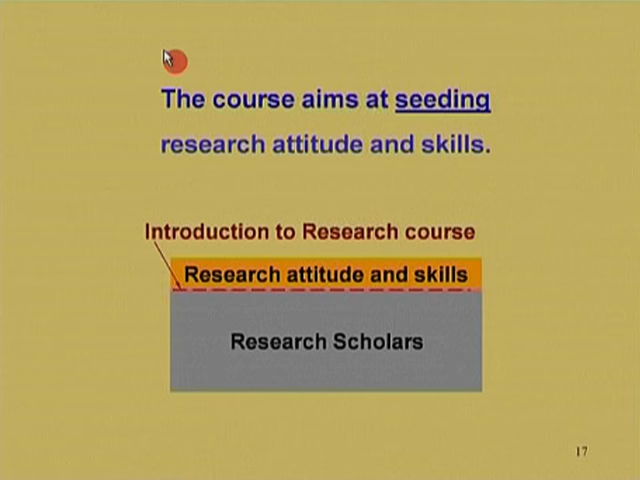 The course aims at seeding
research attitude and skills.
Introduction to Research course
Research attitude and skills
Research Scholars
17